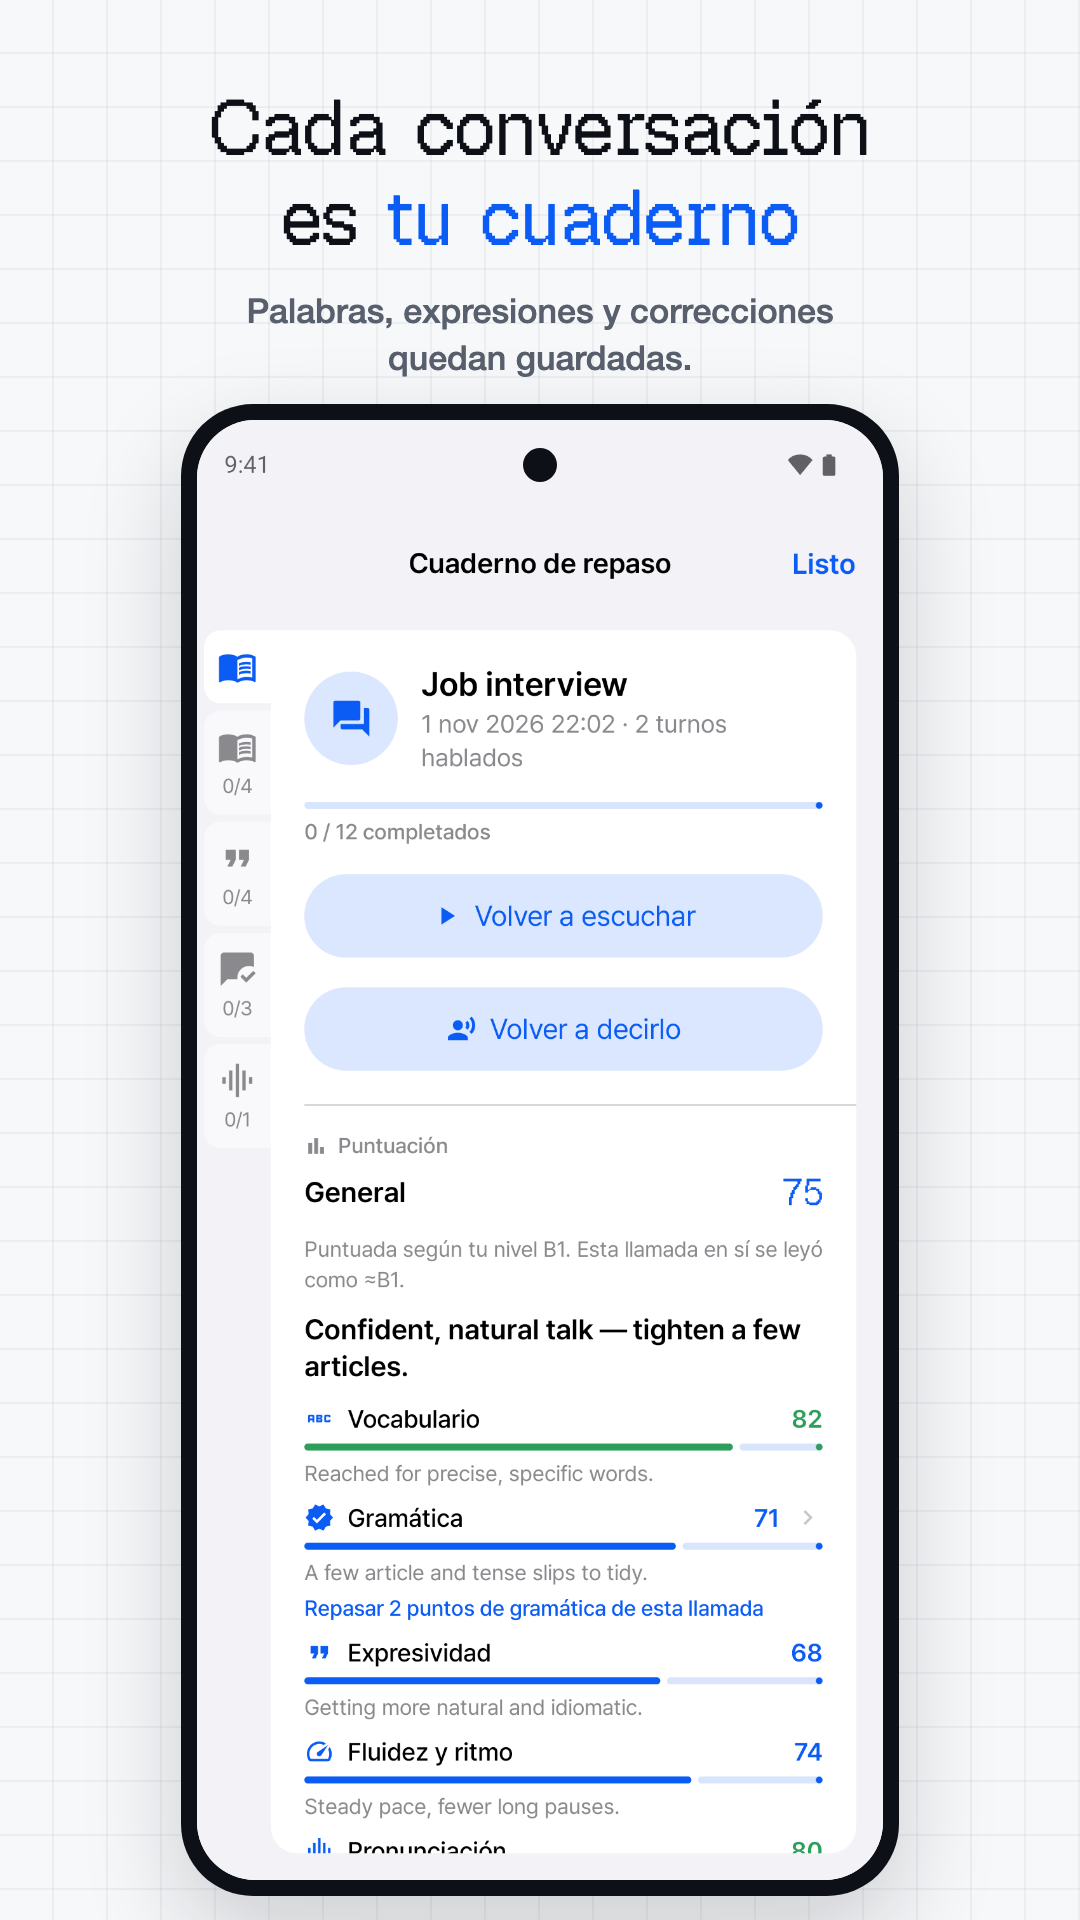 Cada conversación
es tu cuaderno
Palabras, expresiones y correcciones
quedan guardadas.
9:41
Cuaderno de repaso
Listo
Job interview
1 nov 2026 22:02 · 2 turnos
hablados
0 / 12 completados
0/4
0/4
0/3
0/1
Volver a escuchar
Volver a decirlo
Puntuación
General 75
Puntuada según tu nivel B1. Esta llamada en sí se leyó
como ≈B1.
Confident, natural talk — tighten a few
articles.
ABC Vocabulario 82
Reached for precise, specific words.
Gramática 71
A few article and tense slips to tidy.
Repasar 2 puntos de gramática de esta llamada
Expresividad 68
Getting more natural and idiomatic.
Fluidez y ritmo 74
Steady pace, fewer long pauses.
Pronunciación 80